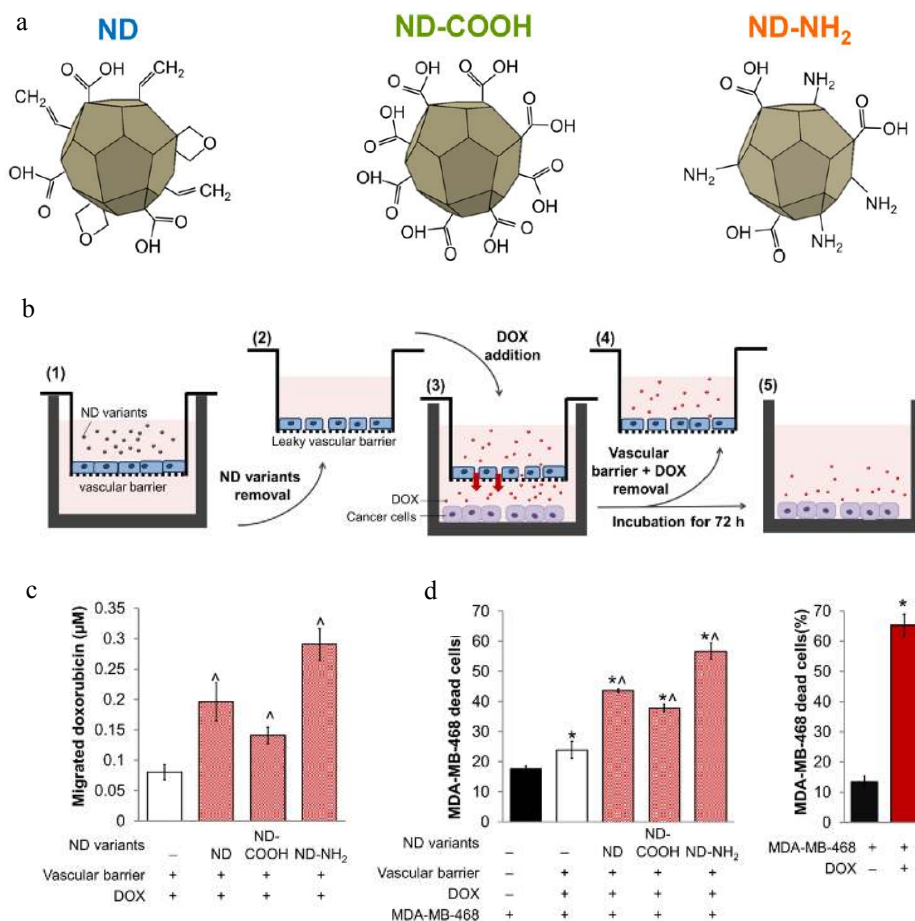 a
ND
ND-COOH
ND-NH2
O
OH
CH2
CH2
O
OH
O
CH2
O
O
OH
O
OH
O
OH
O
OH
O
OH
HO
O
HO
O
OH
O
O
OH
O
OH
O
OH
NH2
O
OH
NH2
NH2
OH
O
NH2
b
(1)
ND variants
vascular barrier
ND variants
removal
(2)
Leaky vascular barrier
DOX
addition
(3)
DOX
Cancer cells
(4)
Vascular
barrier + DOX
removal
Incubation for 72 h
(5)
c
Migrated doxorubicin (µM)
0.35
0.3
0.25
0.2
0.15
0.1
0.05
0
^
^
^
ND variants – ND ND-COOH ND-NH2
Vascular barrier + + + +
DOX + + + +
d
MDA-MB-468 dead cells
70
60
50
40
30
20
10
0
*
*^
*^
*^
ND variants – – ND ND-COOH ND-NH2
Vascular barrier – + + + +
DOX – + + + +
MDA-MB-468 + + + + +
MDA-MB-468 dead cells(%)
70
60
50
40
30
20
10
0
*
MDA-MB-468 + +
DOX - +